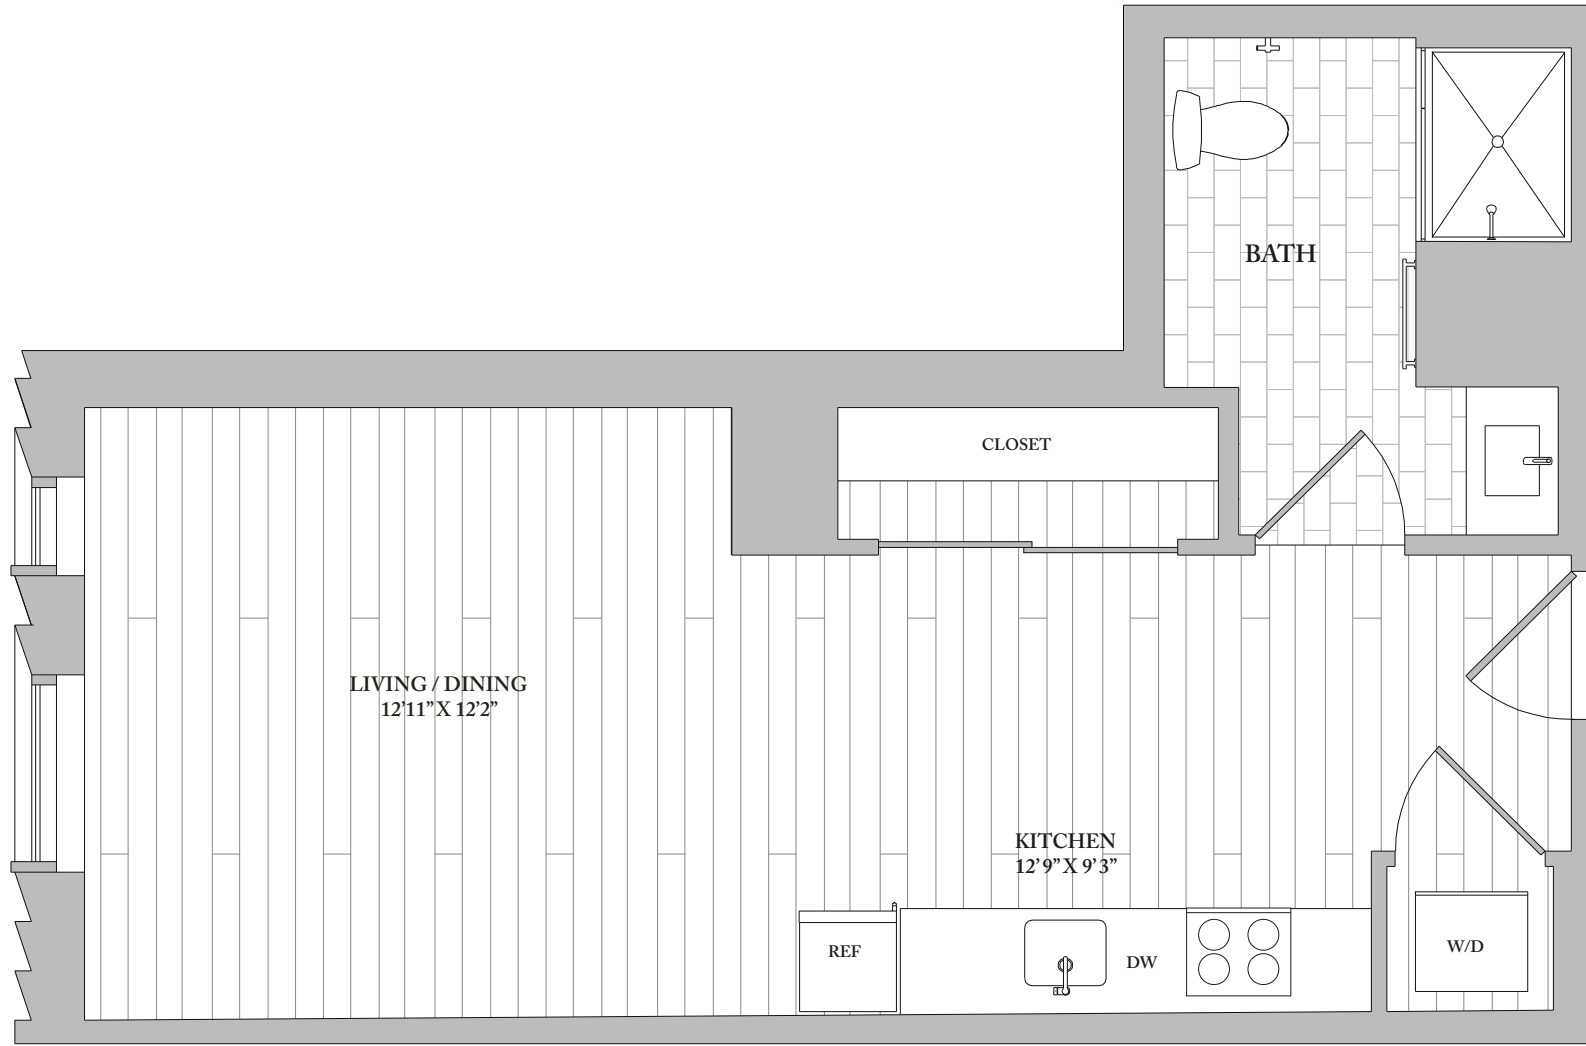 BATH
CLOSET
LIVING / DINING
12’11” X 12’2”
KITCHEN
12’9” X 9’3”
REF
DW
W/D